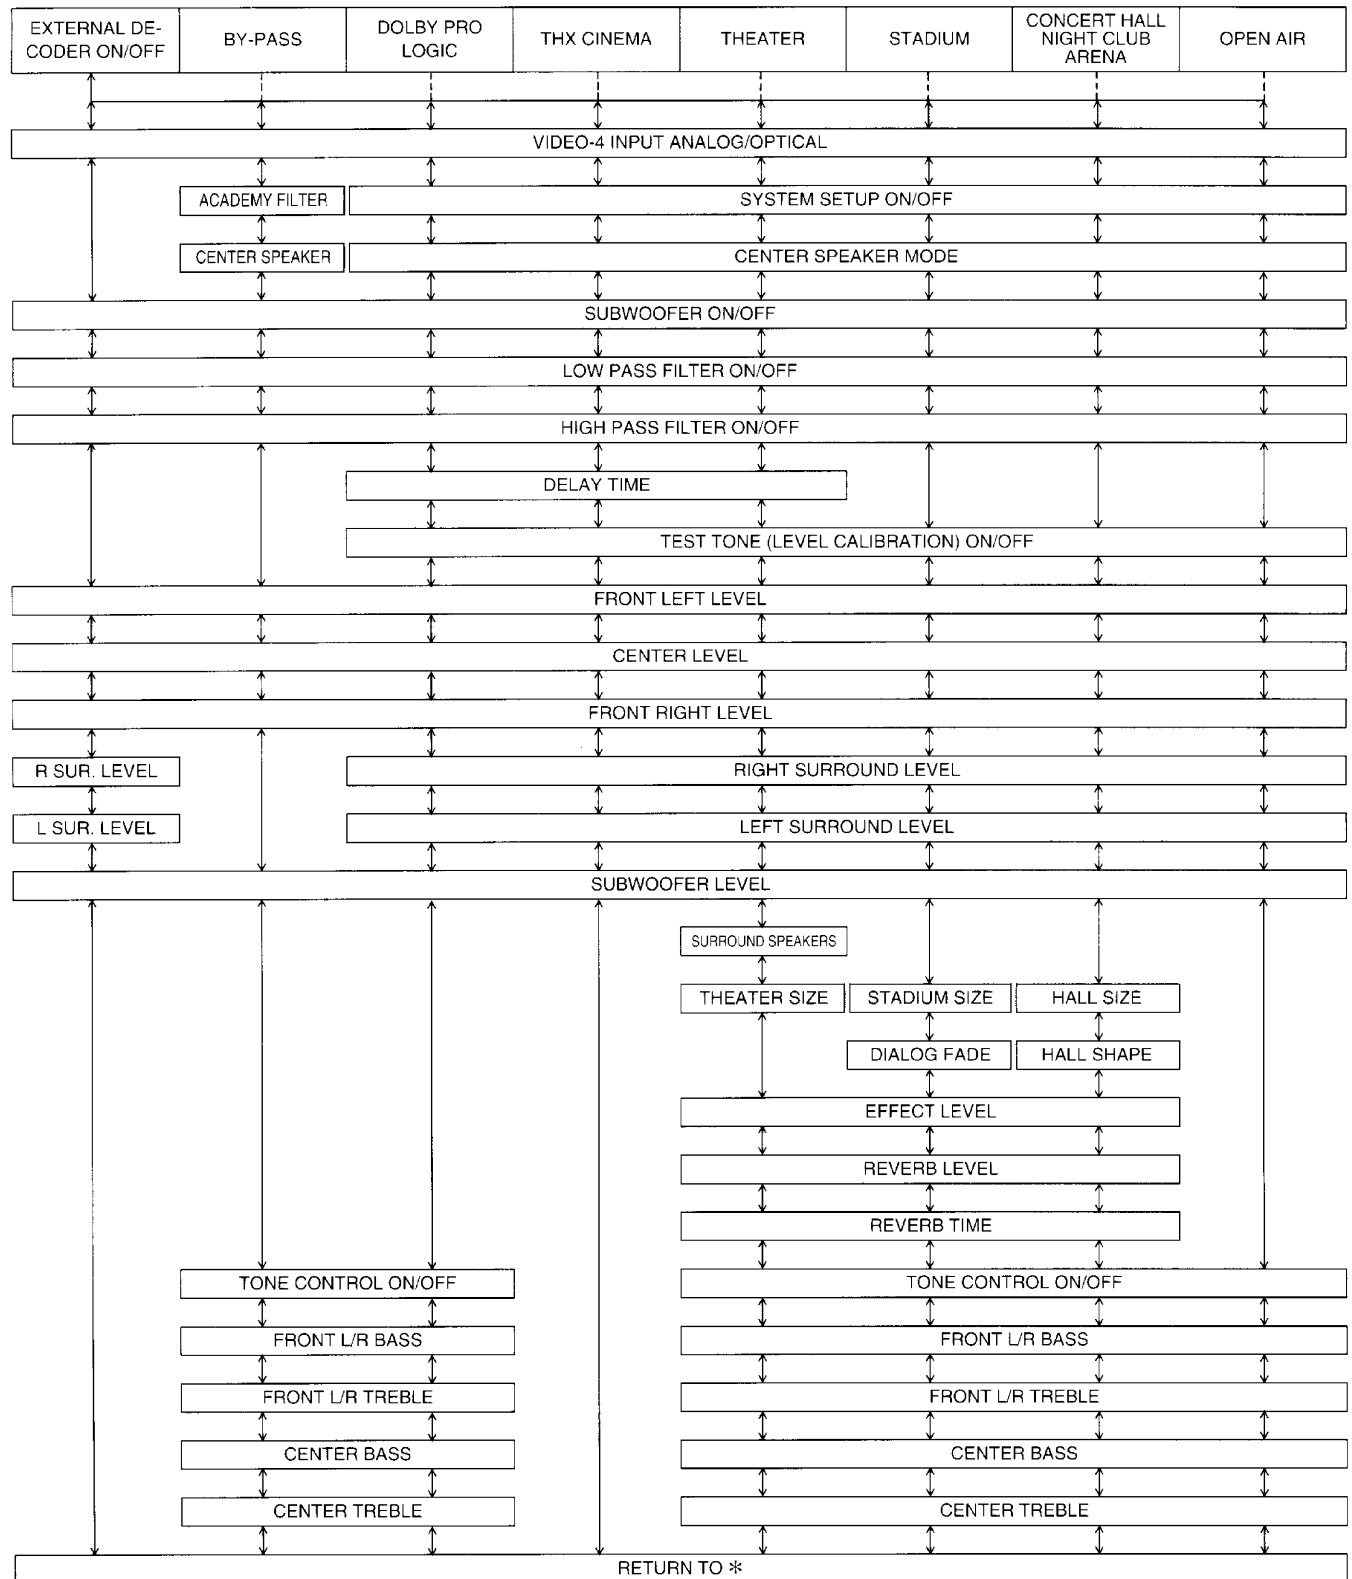 EXTERNAL DE-
CODER ON/OFF
BY-PASS
DOLBY PRO
LOGIC
THX CINEMA
THEATER
STADIUM
CONCERT HALL
NIGHT CLUB
ARENA
OPEN AIR
VIDEO-4 INPUT ANALOG/OPTICAL
ACADEMY FILTER
SYSTEM SETUP ON/OFF
CENTER SPEAKER
CENTER SPEAKER MODE
SUBWOOFER ON/OFF
LOW PASS FILTER ON/OFF
HIGH PASS FILTER ON/OFF
DELAY TIME
TEST TONE (LEVEL CALIBRATION) ON/OFF
FRONT LEFT LEVEL
CENTER LEVEL
FRONT RIGHT LEVEL
R SUR. LEVEL
RIGHT SURROUND LEVEL
L SUR. LEVEL
LEFT SURROUND LEVEL
SUBWOOFER LEVEL
SURROUND SPEAKERS
THEATER SIZE
STADIUM SIZE
HALL SIZE
DIALOG FADE
HALL SHAPE
EFFECT LEVEL
REVERB LEVEL
REVERB TIME
TONE CONTROL ON/OFF
TONE CONTROL ON/OFF
FRONT L/R BASS
FRONT L/R BASS
FRONT L/R TREBLE
FRONT L/R TREBLE
CENTER BASS
CENTER BASS
CENTER TREBLE
CENTER TREBLE
RETURN TO *